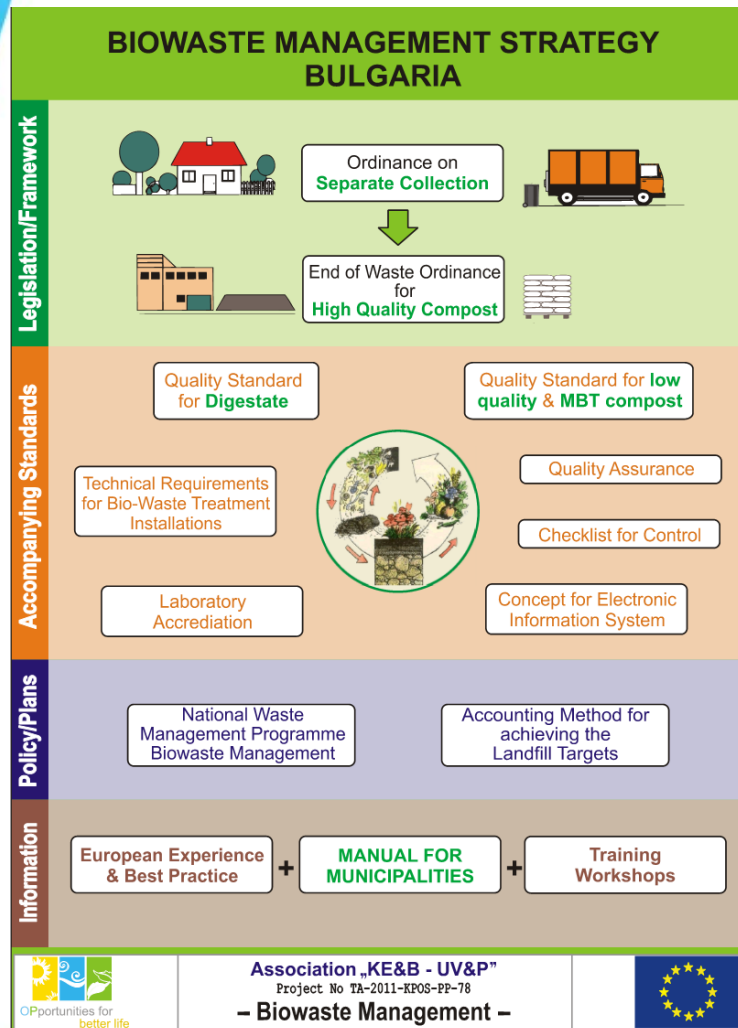 BIOWASTE MANAGEMENT STRATEGY
BULGARIA
Legislation/Framework
Ordinance on
Separate Collection
End of Waste Ordinance
for
High Quality Compost
Accompanying Standards
Quality Standard
for Digestate
Quality Standard for low
quality & MBT compost
Technical Requirements
for Bio-Waste Treatment
Installations
Quality Assurance
Checklist for Control
Laboratory
Accrediation
Concept for Electronic
Information System
Policy/Plans
National Waste
Management Programme
Biowaste Management
Accounting Method for
achieving the
Landfill Targets
Information
European Experience
& Best Practice
+
MANUAL FOR
MUNICIPALITIES
+
Training
Workshops
OPportunities for
better life
Association „KE&B - UV&P”
Project No TA-2011-KPOS-PP-78
– Biowaste Management –